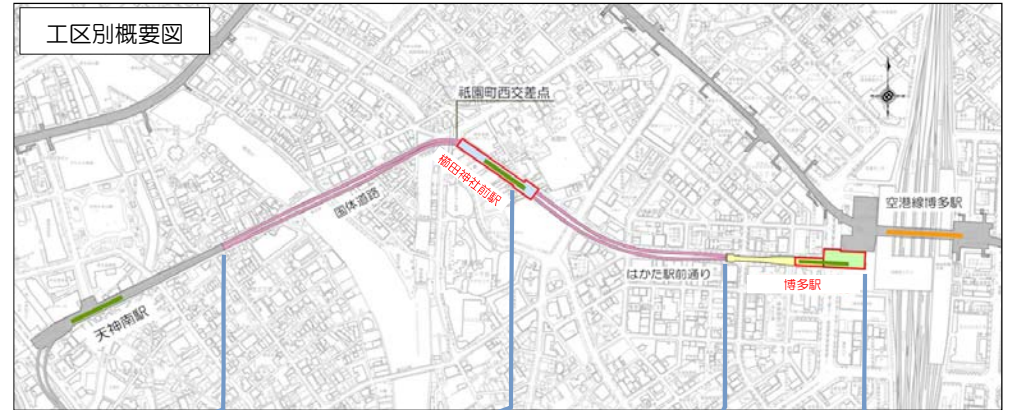 工区別概要図
祇園町西交差点
櫛田神社前駅
国体道路
空港線博多駅
はかた駅前通り
博多駅
天神南駅